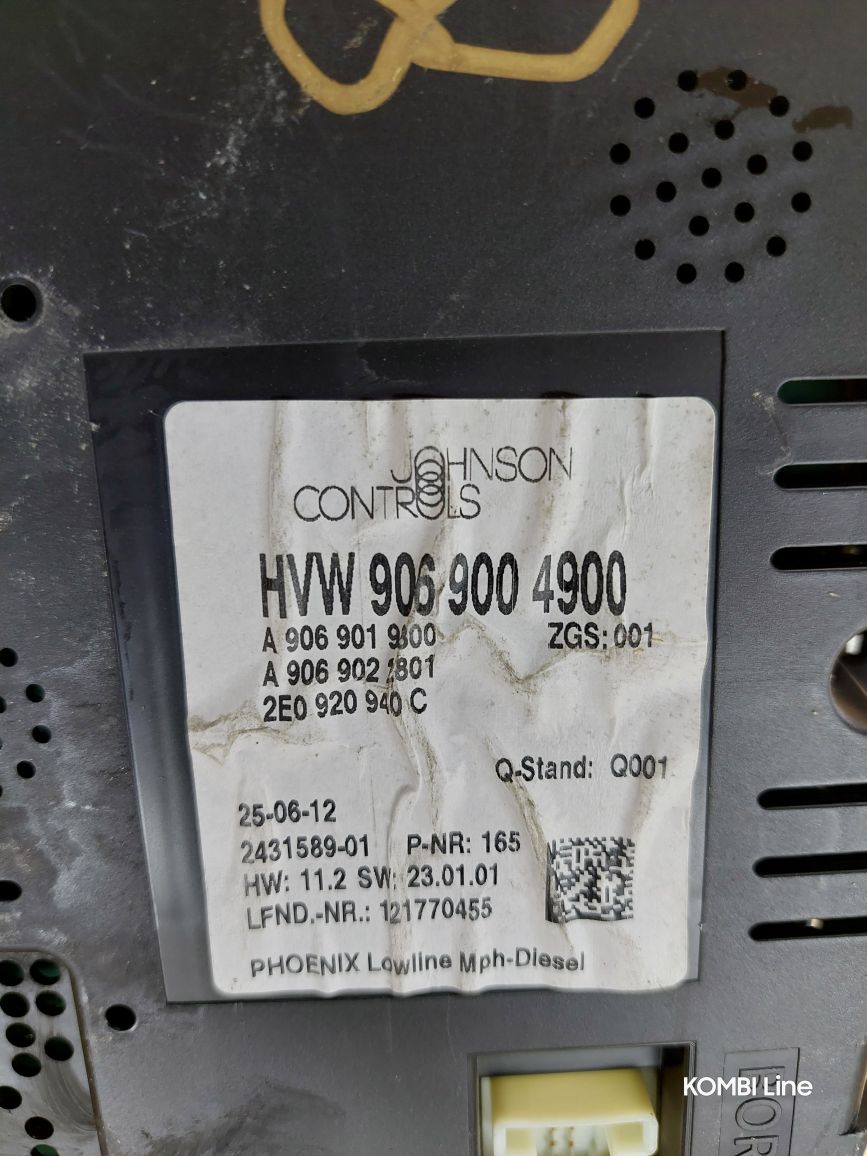 JOHNSON
CONTROLS
HVW 906 900 4900
A 906 901 9800 ZGS: 001
A 906 902 2801
2E0 920 940 C
Q-Stand: Q001
25-06-12
2431589-01 P-NR: 165
HW: 11.2 SW: 23.01.01
LFND.-NR.: 121770455
PHOENIX Lowline Mph-Diesel
KOMBI Line